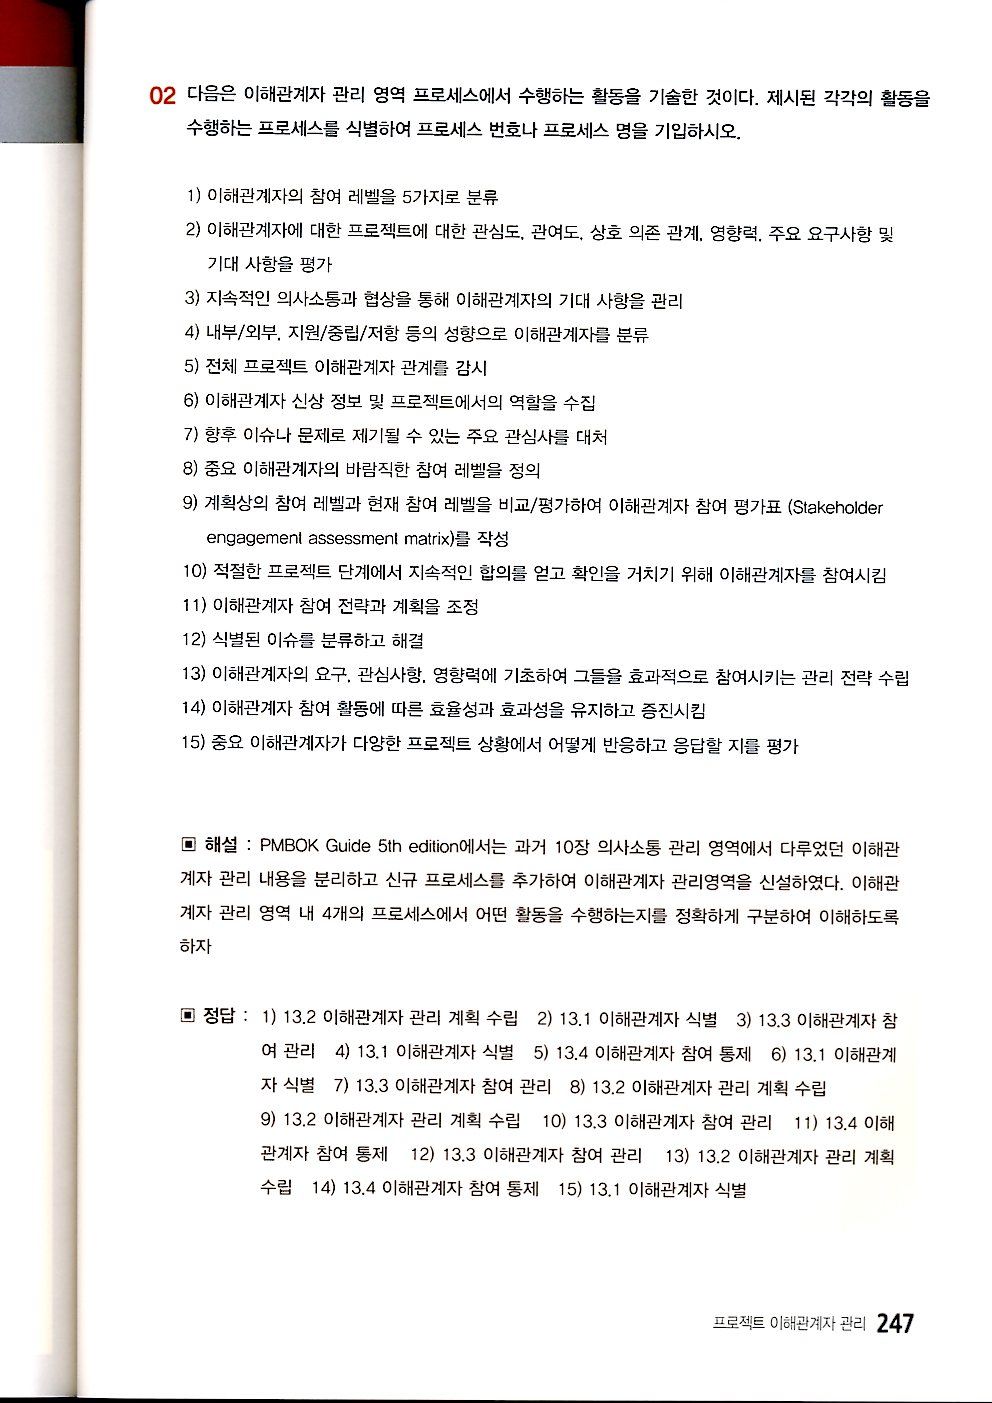 02 다음은 이해관계자 관리 영역 프로세스에서 수행하는 활동을 기술한 것이다. 제시된 각각의 활동을
수행하는 프로세스를 식별하여 프로세스 번호나 프로세스 명을 기입하시오.
1) 이해관계자의 참여 레벨을 5가지로 분류
2) 이해관계자에 대한 프로젝트에 대한 관심도, 관여도, 상호 의존 관계, 영향력, 주요 요구사항 및
기대 사항을 평가
3) 지속적인 의사소통과 협상을 통해 이해관계자의 기대 사항을 관리
4) 내부/외부, 지원/중립/저항 등의 성향으로 이해관계자를 분류
5) 전체 프로젝트 이해관계자 관계를 감시
6) 이해관계자 신상 정보 및 프로젝트에서의 역할을 수집
7) 향후 이슈나 문제로 제기될 수 있는 주요 관심사를 대처
8) 중요 이해관계자의 바람직한 참여 레벨을 정의
9) 계획상의 참여 레벨과 현재 참여 레벨을 비교/평가하여 이해관계자 참여 평가표 (Stakeholder
engagement assessment matrix)를 작성
10) 적절한 프로젝트 단계에서 지속적인 합의를 얻고 확인을 거치기 위해 이해관계자를 참여시킴
11) 이해관계자 참여 전략과 계획을 조정
12) 식별된 이슈를 분류하고 해결
13) 이해관계자의 요구, 관심사항, 영향력에 기초하여 그들을 효과적으로 참여시키는 관리 전략 수립
14) 이해관계자 참여 활동에 따른 효율성과 효과성을 유지하고 증진시킴
15) 중요 이해관계자가 다양한 프로젝트 상황에서 어떻게 반응하고 응답할 지를 평가
▣ 해설 : PMBOK Guide 5th edition에서는 과거 10장 의사소통 관리 영역에서 다루었던 이해관
계자 관리 내용을 분리하고 신규 프로세스를 추가하여 이해관계자 관리영역을 신설하였다. 이해관
계자 관리 영역 내 4개의 프로세스에서 어떤 활동을 수행하는지를 정확하게 구분하여 이해하도록
하자
▣ 정답 : 1) 13.2 이해관계자 관리 계획 수립 2) 13.1 이해관계자 식별 3) 13.3 이해관계자 참
여 관리 4) 13.1 이해관계자 식별 5) 13.4 이해관계자 참여 통제 6) 13.1 이해관계
자 식별 7) 13.3 이해관계자 참여 관리 8) 13.2 이해관계자 관리 계획 수립
9) 13.2 이해관계자 관리 계획 수립 10) 13.3 이해관계자 참여 관리 11) 13.4 이해
관계자 참여 통제 12) 13.3 이해관계자 참여 관리 13) 13.2 이해관계자 관리 계획
수립 14) 13.4 이해관계자 참여 통제 15) 13.1 이해관계자 식별
프로젝트 이해관계자 관리 247